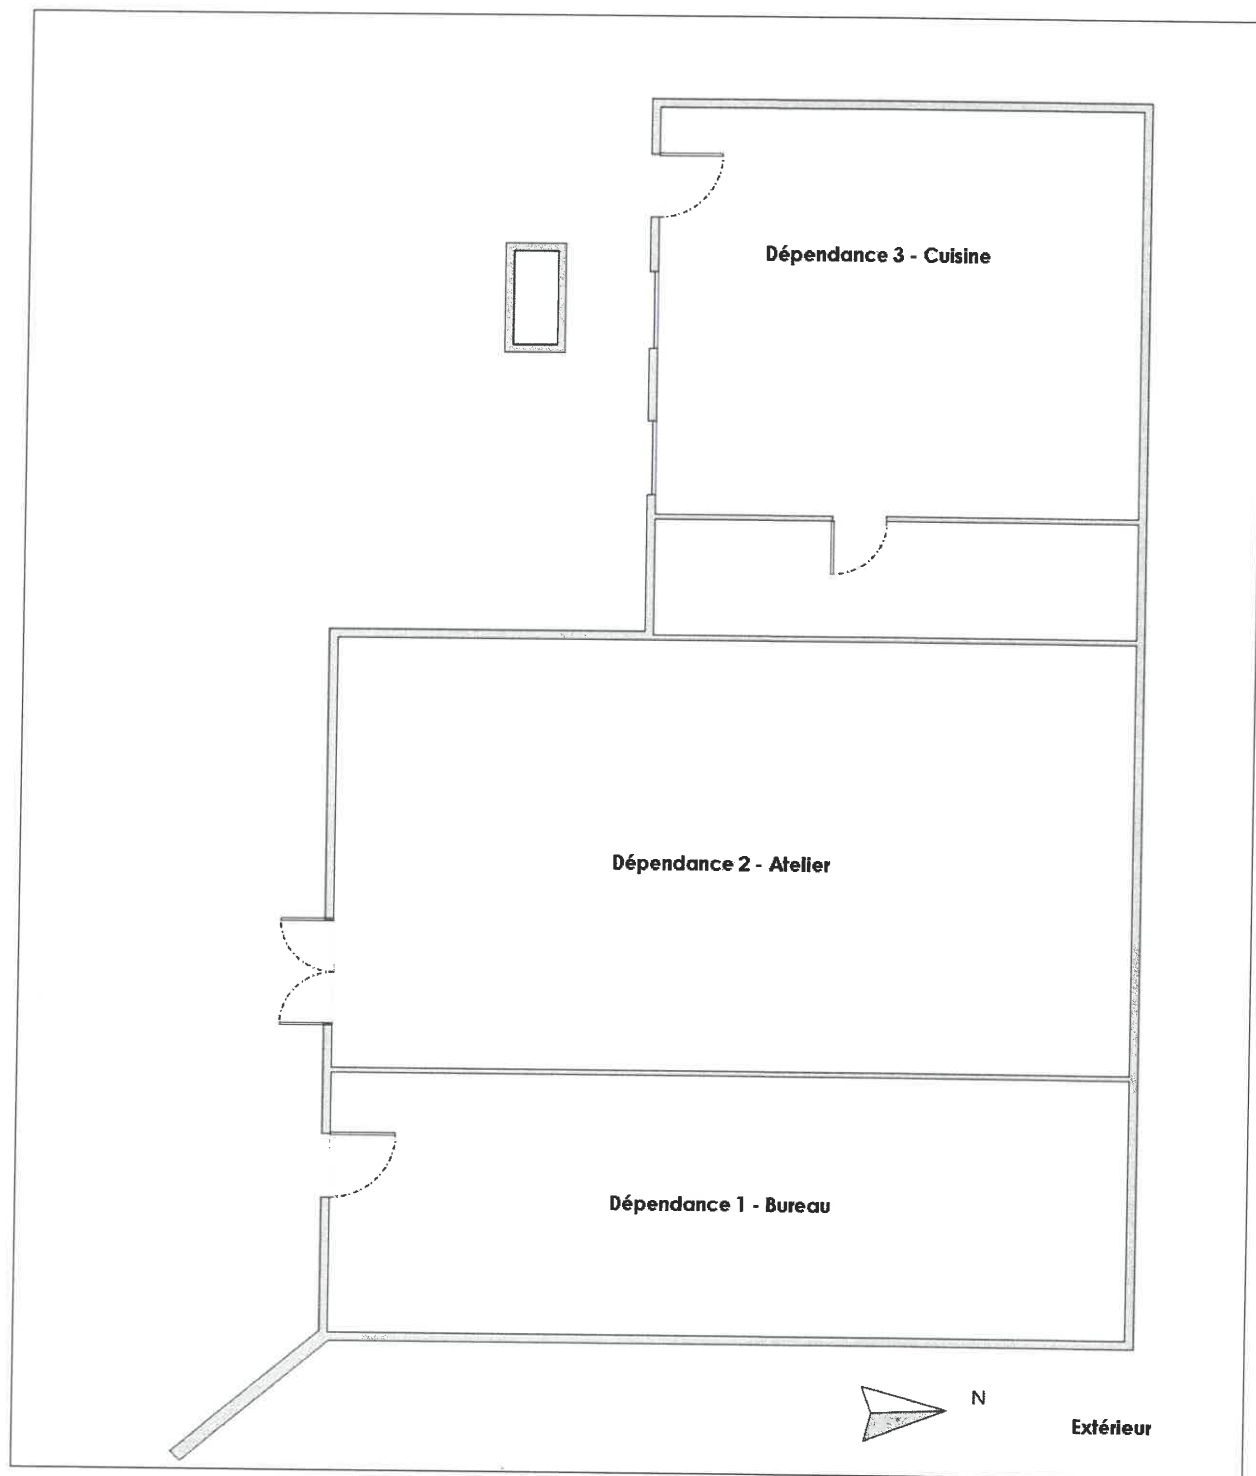 Dépendance 3 - Cuisine
Dépendance 2 - Atelier
Dépendance 1 - Bureau
N
Extérieur